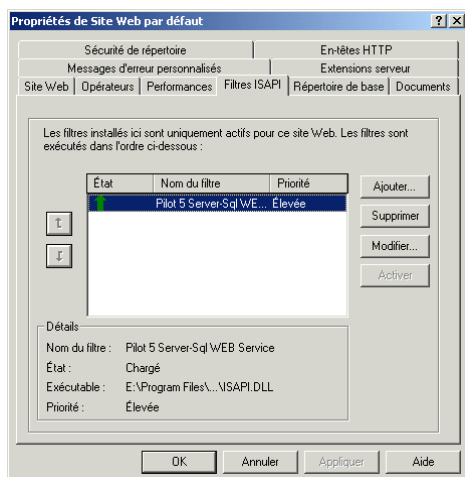 Propriétés de Site Web par défaut
Sécurité de répertoire En-têtes HTTP
Messages d'erreur personnalisés Extensions serveur
Site Web Opérateurs Performances Filtres ISAPI Répertoire de base Documents
Les filtres installés ici sont uniquement actifs pour ce site Web. Les filtres sont
exécutés dans l'ordre ci-dessous :
État Nom du filtre Priorité
Pilot 5 Server-Sql WE... Élevée
Ajouter...
Supprimer
Modifier...
Activer
Détails
Nom du filtre : Pilot 5 Server-Sql WEB Service
État : Chargé
Exécutable : E:\Program Files\...\ISAPI.DLL
Priorité : Élevée
OK Annuler Appliquer Aide